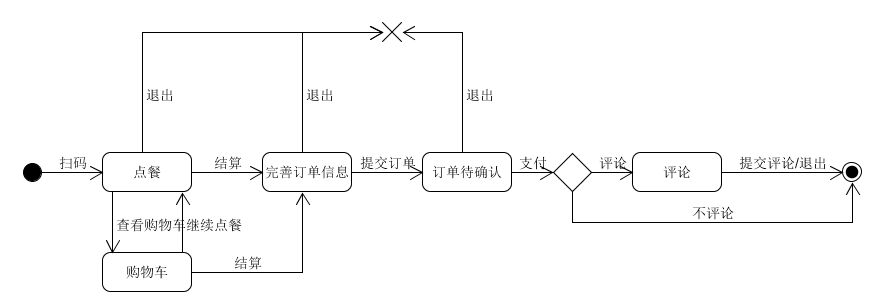 退出
退出
退出
扫码
点餐
结算
完善订单信息
提交订单
订单待确认
支付
评论
评论
提交评论/退出
不评论
查看购物车
继续点餐
购物车
结算